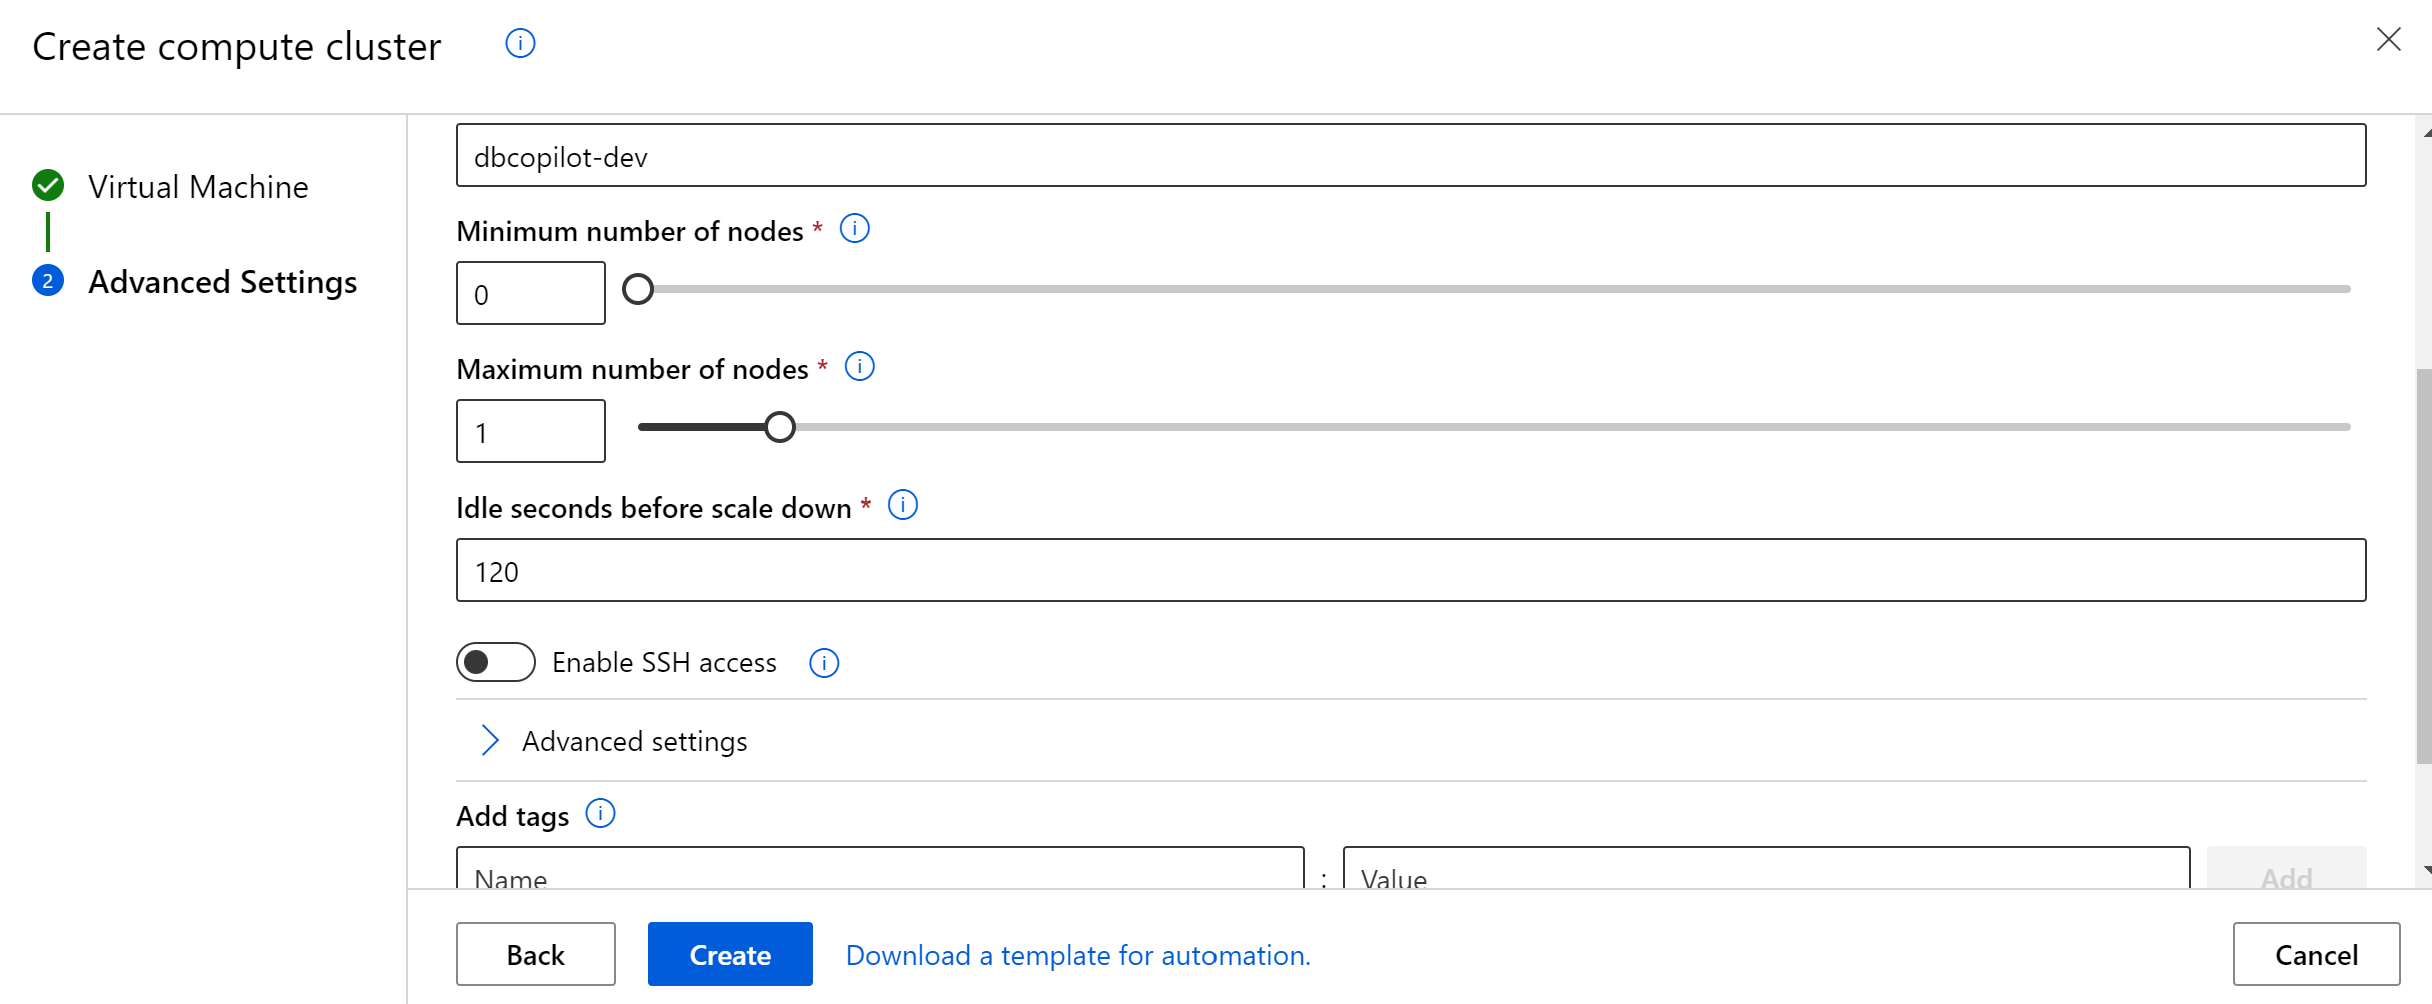 Create compute cluster
Virtual Machine
2 Advanced Settings
dbcopilot-dev
Minimum number of nodes *
0
Maximum number of nodes *
1
Idle seconds before scale down *
120
Enable SSH access
Advanced settings
Add tags
Name : Value Add
Back Create Download a template for automation. Cancel